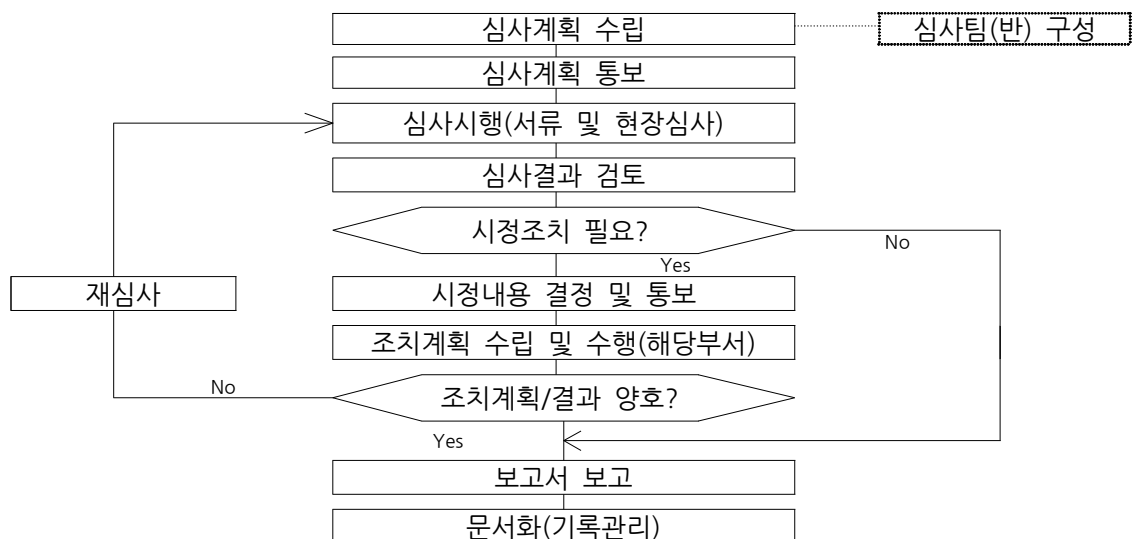 심사계획 수립
심사팀(반) 구성
심사계획 통보
심사시행(서류 및 현장심사)
심사결과 검토
시정조치 필요?
No
Yes
재심사
시정내용 결정 및 통보
조치계획 수립 및 수행(해당부서)
No
조치계획/결과 양호?
Yes
보고서 보고
문서화(기록관리)